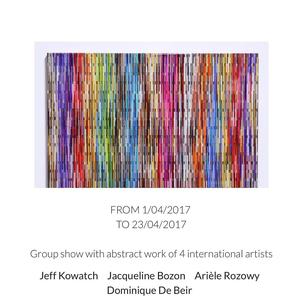 FROM 1/04/2017
TO 23/04/2017
Group show with abstract work of 4 international artists
Jeff Kowatch Jacqueline Bozon Arièle Rozowy
Dominique De Beir